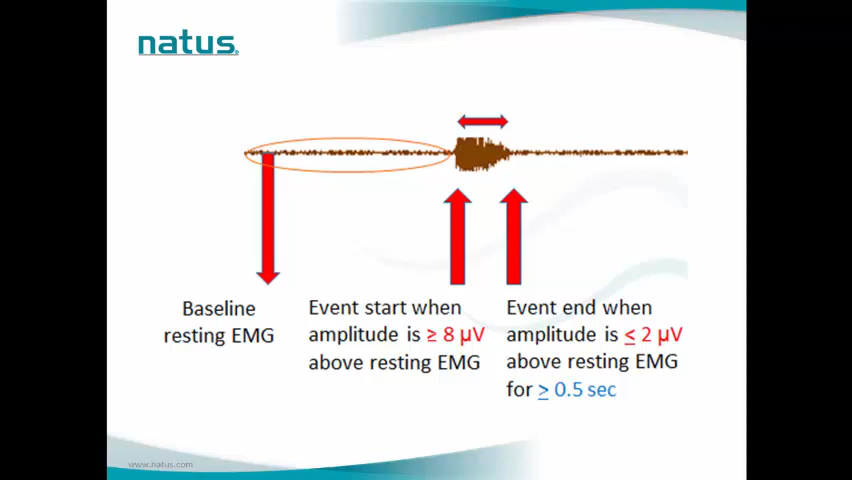 natus.
Baseline
resting EMG
Event start when
amplitude is ≥ 8 µV
above resting EMG
Event end when
amplitude is ≤ 2 µV
above resting EMG
for ≥ 0.5 sec
www.natus.com